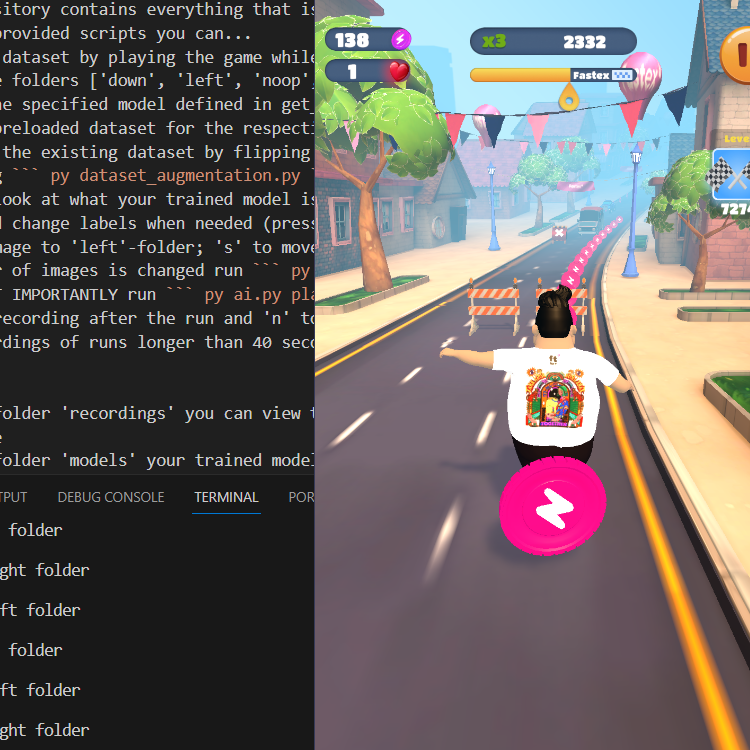 sitory contains everything that is
provided scripts you can...
dataset by playing the game while
e folders ['down', 'left', 'noop'
he specified model defined in get_
preloaded dataset for the respecti
the existing dataset by flipping
g ``` py dataset_augmentation.py
look at what your trained model is
d change labels when needed (press
mage to 'left'-folder; 's' to move
r of images is changed run ``` py
T IMPORTANTLY run ``` py ai.py pla
recording after the run and 'n' to
rdings of runs longer than 40 seco
folder 'recordings' you can view
e
folder 'models' your trained model
TPUT DEBUG CONSOLE TERMINAL POR
folder
ght folder
ft folder
folder
ft folder
ght folder
138
1
x3 2332
Fastex
Leve
7274